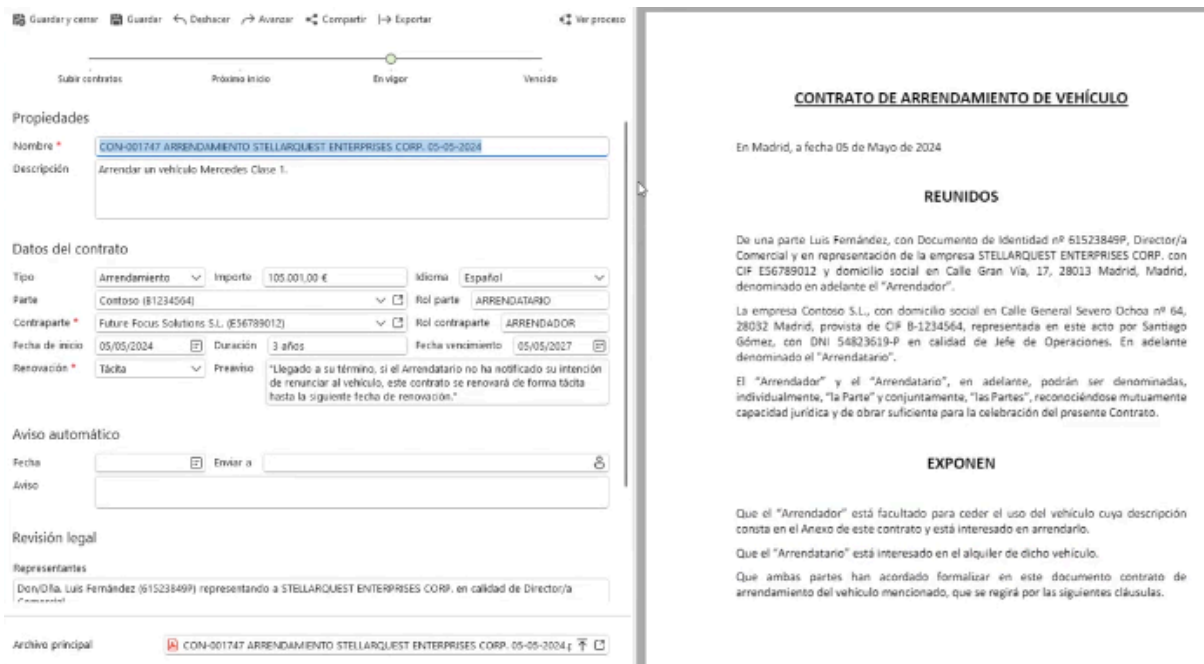 Guardar y cerrar Guardar Deshacer Avanzar Compartir Exportar Ver proceso
Subir contratos Próximo inicio En vigor Vencido
Propiedades
Nombre * CON-001747 ARRENDAMIENTO STELLARQUEST ENTERPRISES CORP. 05-05-2024
Descripción Arrendar un vehículo Mercedes Clase 1.
Datos del contrato
Tipo Arrendamiento Importe 105.001,00 € Idioma Español
Parte Contoso (B1234564) Rol parte ARRENDATARIO
Contraparte * Future Focus Solutions S.L. (E56789012) Rol contraparte ARRENDADOR
Fecha de inicio 05/05/2024 Duración 3 años Fecha vencimiento 05/05/2027
Renovación * Tácita Preaviso "Llegado a su término, si el Arrendatario no ha notificado su intención
de renunciar al vehículo, este contrato se renovará de forma tácita
hasta la siguiente fecha de renovación."
Aviso automático
Fecha Enviar a
Aviso
Revisión legal
Representantes
Don/Dña. Luis Fernández (61523849P) representando a STELLARQUEST ENTERPRISES CORP. en calidad de Director/a
Comercial
Archivo principal CON-001747 ARRENDAMIENTO STELLARQUEST ENTERPRISES CORP. 05-05-2024.p
CONTRATO DE ARRENDAMIENTO DE VEHÍCULO
En Madrid, a fecha 05 de Mayo de 2024
REUNIDOS
De una parte Luis Fernández, con Documento de Identidad nº 61523849P, Director/a
Comercial y en representación de la empresa STELLARQUEST ENTERPRISES CORP. con
CIF E56789012 y domicilio social en Calle Gran Vía, 17, 28013 Madrid, Madrid,
denominado en adelante el "Arrendador".
La empresa Contoso S.L., con domicilio social en Calle General Severo Ochoa nº 64,
28032 Madrid, provista de CIF B-1234564, representada en este acto por Santiago
Gómez, con DNI 54823619-P en calidad de Jefe de Operaciones. En adelante
denominado el "Arrendatario".
El "Arrendador" y el "Arrendatario", en adelante, podrán ser denominadas,
individualmente, "la Parte" y conjuntamente, "las Partes", reconociéndose mutuamente
capacidad jurídica y de obrar suficiente para la celebración del presente Contrato.
EXPONEN
Que el "Arrendador" está facultado para ceder el uso del vehículo cuya descripción
consta en el Anexo de este contrato y está interesado en arrendarlo.
Que el "Arrendatario" está interesado en el alquiler de dicho vehículo.
Que ambas partes han acordado formalizar en este documento contrato de
arrendamiento del vehículo mencionado, que se regirá por las siguientes cláusulas.